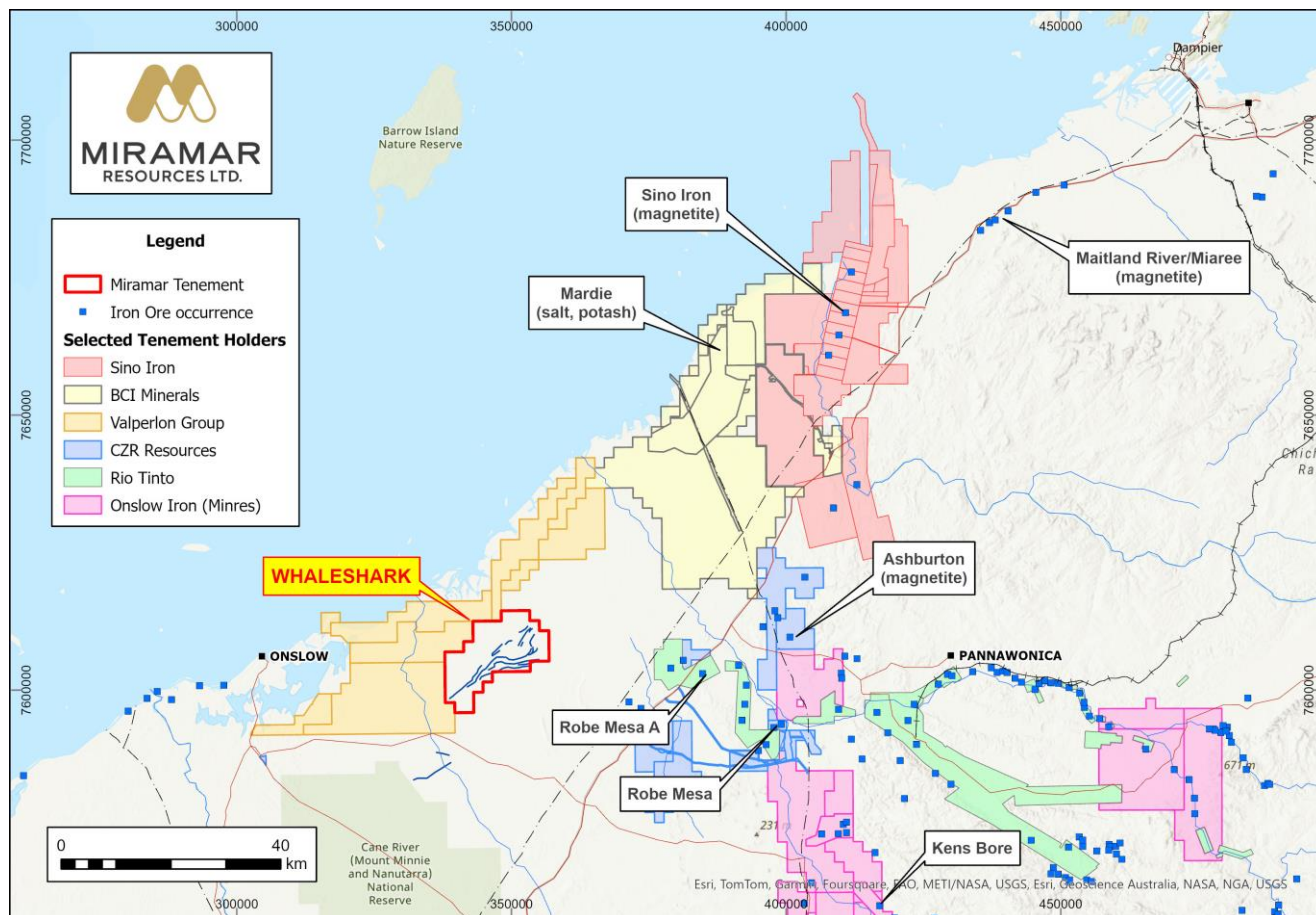 300000
350000
400000
450000
MIRAMAR
RESOURCES LTD.
Legend
Miramar Tenement
Iron Ore occurrence
Selected Tenement Holders
Sino Iron
BCI Minerals
Valperlon Group
CZR Resources
Rio Tinto
Onslow Iron (Minres)
Barrow Island
Nature Reserve
Dampier
7700000
7700000
Sino Iron
(magnetite)
Maitland River/Miaree
(magnetite)
Mardie
(salt, potash)
7650000
7650000
Chich
Ra
WHALESHARK
Ashburton
(magnetite)
ONSLOW
PANNAWONICA
7600000
7600000
Robe Mesa A
Robe Mesa
671 m
231 m
Kens Bore
0
40
km
Cane River
(Mount Minnie
and Nanutarra)
National
Reserve
Esri, TomTom, Garmin, Foursquare, FAO, METI/NASA, USGS, Esri, Geoscience Australia, NASA, NGA, USGS
300000
350000
400000
450000